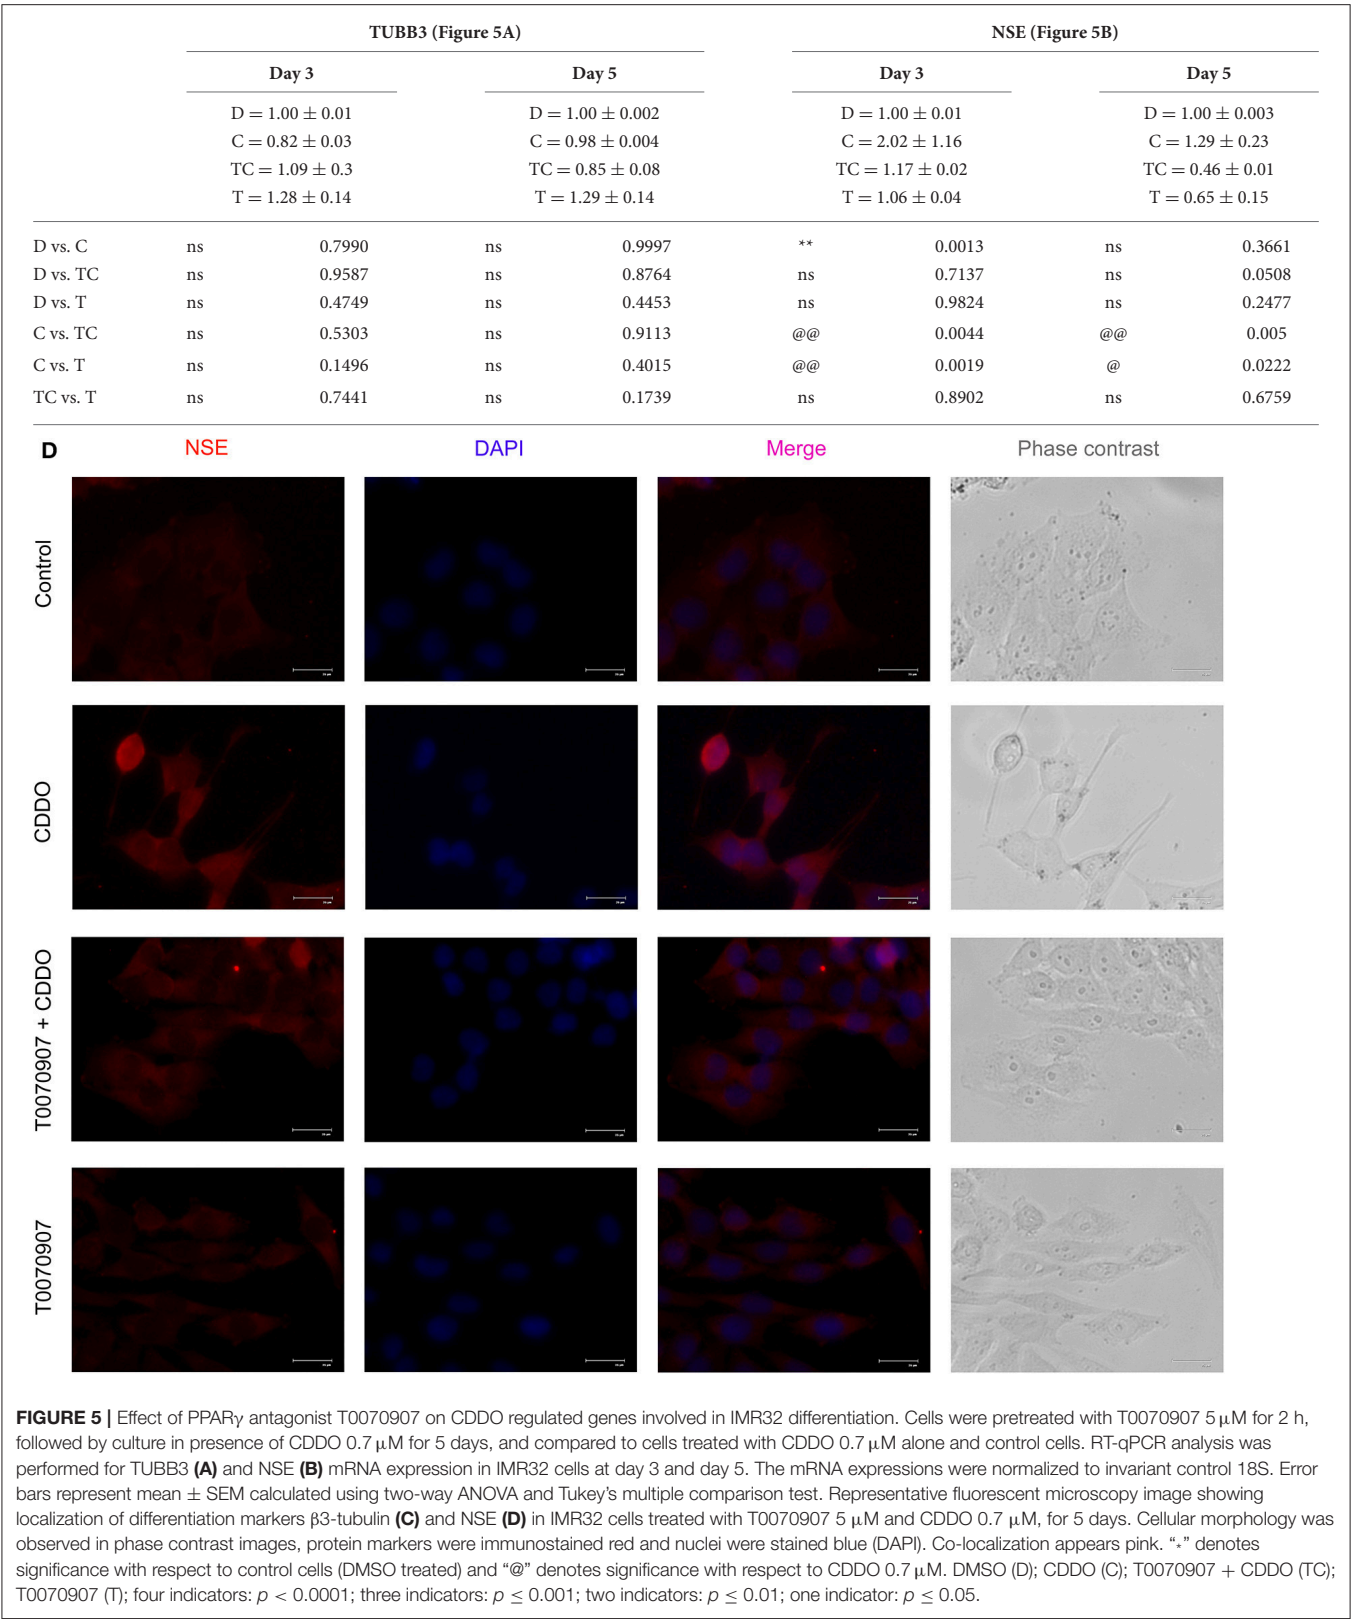 TUBB3 (Figure 5A) NSE (Figure 5B)
Day 3 Day 5 Day 3 Day 5
D = 1.00 ± 0.01 D = 1.00 ± 0.002 D = 1.00 ± 0.01 D = 1.00 ± 0.003
C = 0.82 ± 0.03 C = 0.98 ± 0.004 C = 2.02 ± 1.16 C = 1.29 ± 0.23
TC = 1.09 ± 0.3 TC = 0.85 ± 0.08 TC = 1.17 ± 0.02 TC = 0.46 ± 0.01
T = 1.28 ± 0.14 T = 1.29 ± 0.14 T = 1.06 ± 0.04 T = 0.65 ± 0.15
D vs. C ns 0.7990 ns 0.9997 ** 0.0013 ns 0.3661
D vs. TC ns 0.9587 ns 0.8764 ns 0.7137 ns 0.0508
D vs. T ns 0.4749 ns 0.4453 ns 0.9824 ns 0.2477
C vs. TC ns 0.5303 ns 0.9113 @@ 0.0044 @@ 0.005
C vs. T ns 0.1496 ns 0.4015 @@ 0.0019 @ 0.0222
TC vs. T ns 0.7441 ns 0.1739 ns 0.8902 ns 0.6759
D NSE DAPI Merge Phase contrast
Control
CDDO
T0070907 + CDDO
T0070907
FIGURE 5 | Effect of PPARγ antagonist T0070907 on CDDO regulated genes involved in IMR32 differentiation. Cells were pretreated with T0070907 5 μM for 2 h,
followed by culture in presence of CDDO 0.7 μM for 5 days, and compared to cells treated with CDDO 0.7 μM alone and control cells. RT-qPCR analysis was
performed for TUBB3 (A) and NSE (B) mRNA expression in IMR32 cells at day 3 and day 5. The mRNA expressions were normalized to invariant control 18S. Error
bars represent mean ± SEM calculated using two-way ANOVA and Tukey's multiple comparison test. Representative fluorescent microscopy image showing
localization of differentiation markers β3-tubulin (C) and NSE (D) in IMR32 cells treated with T0070907 5 μM and CDDO 0.7 μM, for 5 days. Cellular morphology was
observed in phase contrast images, protein markers were immunostained red and nuclei were stained blue (DAPI). Co-localization appears pink. "*" denotes
significance with respect to control cells (DMSO treated) and "@" denotes significance with respect to CDDO 0.7 μM. DMSO (D); CDDO (C); T0070907 + CDDO (TC);
T0070907 (T); four indicators: p < 0.0001; three indicators: p ≤ 0.001; two indicators: p ≤ 0.01; one indicator: p ≤ 0.05.